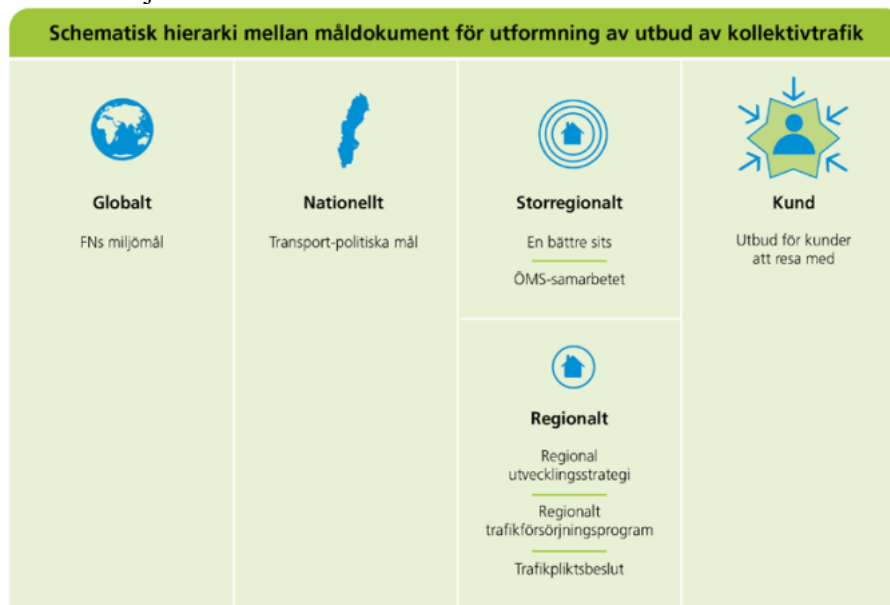 Schematisk hierarki mellan måldokument för utformning av utbud av kollektivtrafik
Globalt
FNs miljömål
Nationellt
Transport-politiska mål
Storregionalt
En bättre sits
ÖMS-samarbetet
Regionalt
Regional
utvecklingsstrategi
Regionalt
trafikförsörjningsprogram
Trafikpliktsbeslut
Kund
Utbud för kunder
att resa med